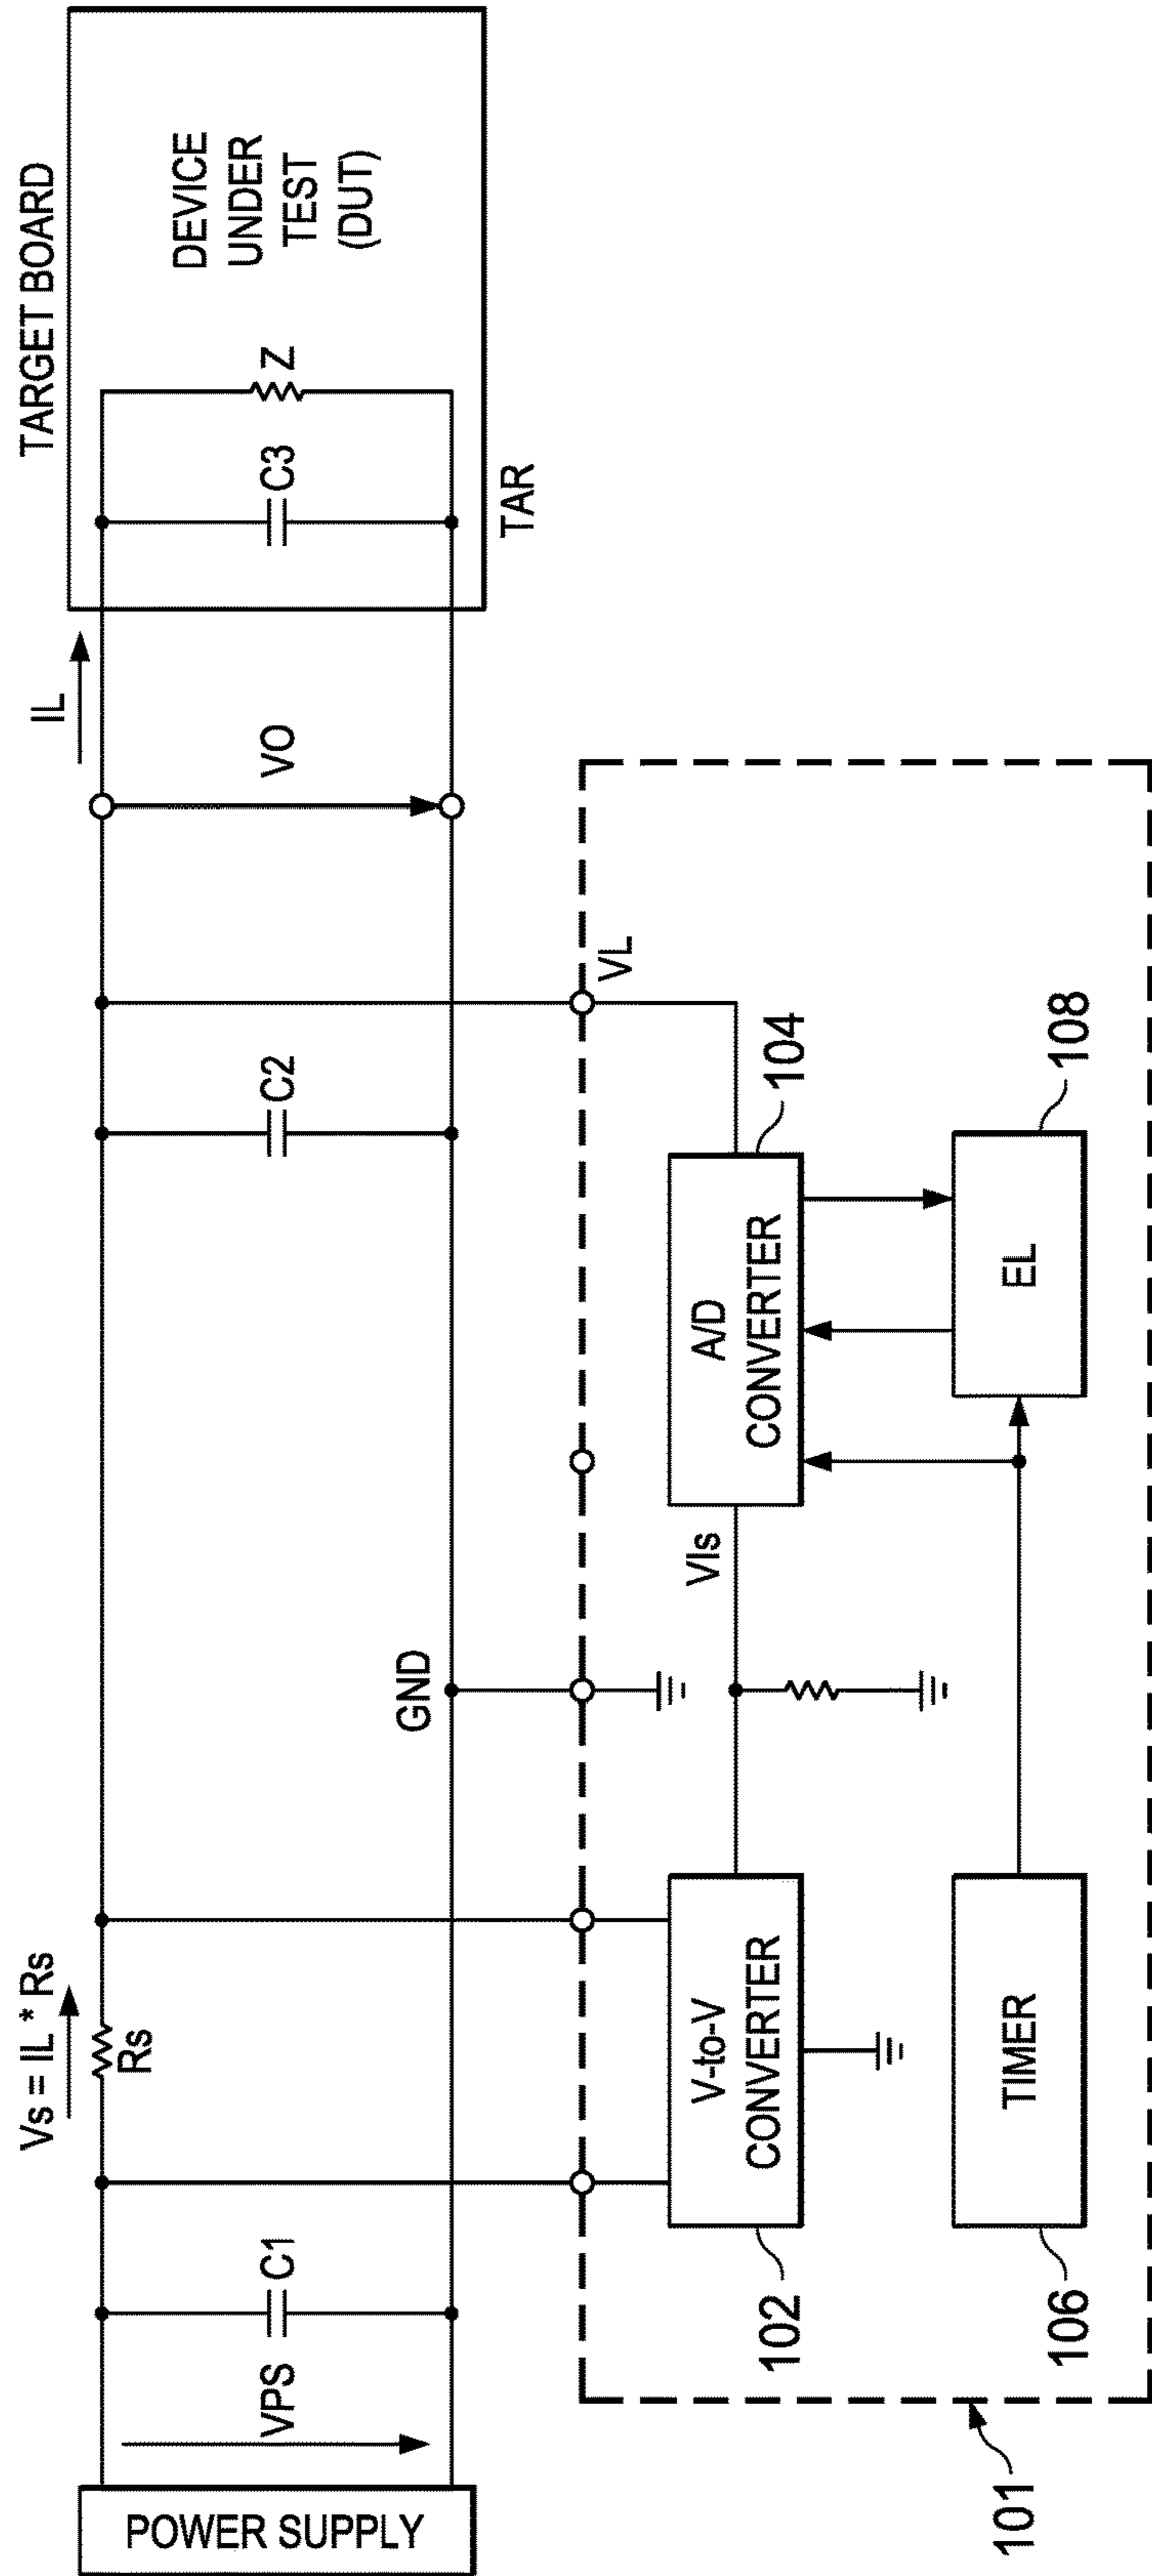 TARGET BOARD
Vs = IL * Rs
IL
DEVICE
UNDER
TEST
(DUT)
POWER SUPPLY
VPS
C1
Rs
C2
VO
C3
Z
GND
TAR
VL
V-to-V
CONVERTER
102
VIs
A/D
CONVERTER
104
TIMER
106
EL
108
101